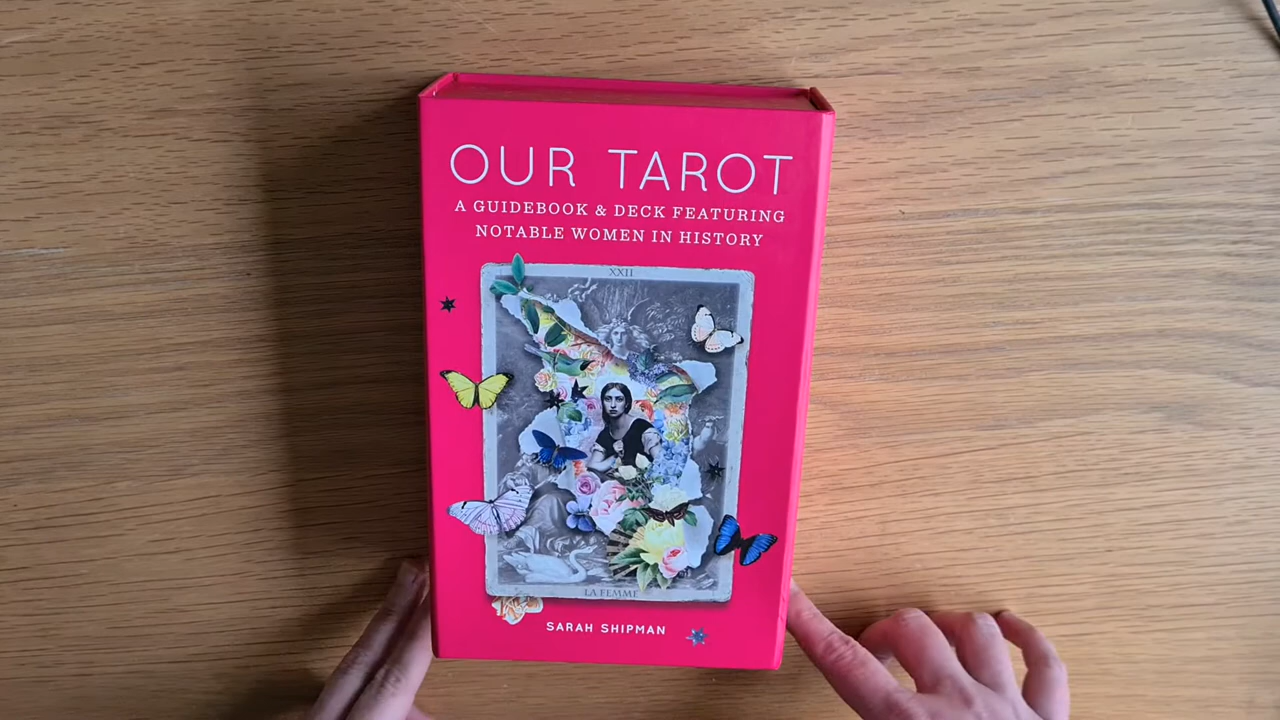 OUR TAROT
A GUIDEBOOK & DECK FEATURING
NOTABLE WOMEN IN HISTORY
XXII
LA FEMME
SARAH SHIPMAN